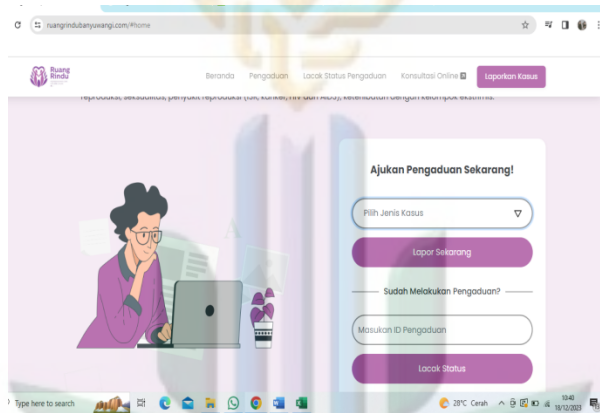 ruangrindubanyuwangi.com/#home
Ruang
Rindu
Beranda Pengaduan Lacak Status Pengaduan Konsultasi Online Laporkan Kasus
reproduksi, seksualitas, penyakit reproduksi (ISR, kanker, HIV dan AIDS), keterlibatan dengan kelompok ekstrimis.
Ajukan Pengaduan Sekarang!
Pilih Jenis Kasus
Lapor Sekarang
Sudah Melakukan Pengaduan?
Masukan ID Pengaduan
Lacak Status
Type here to search
28°C Cerah
10:40
18/12/2023